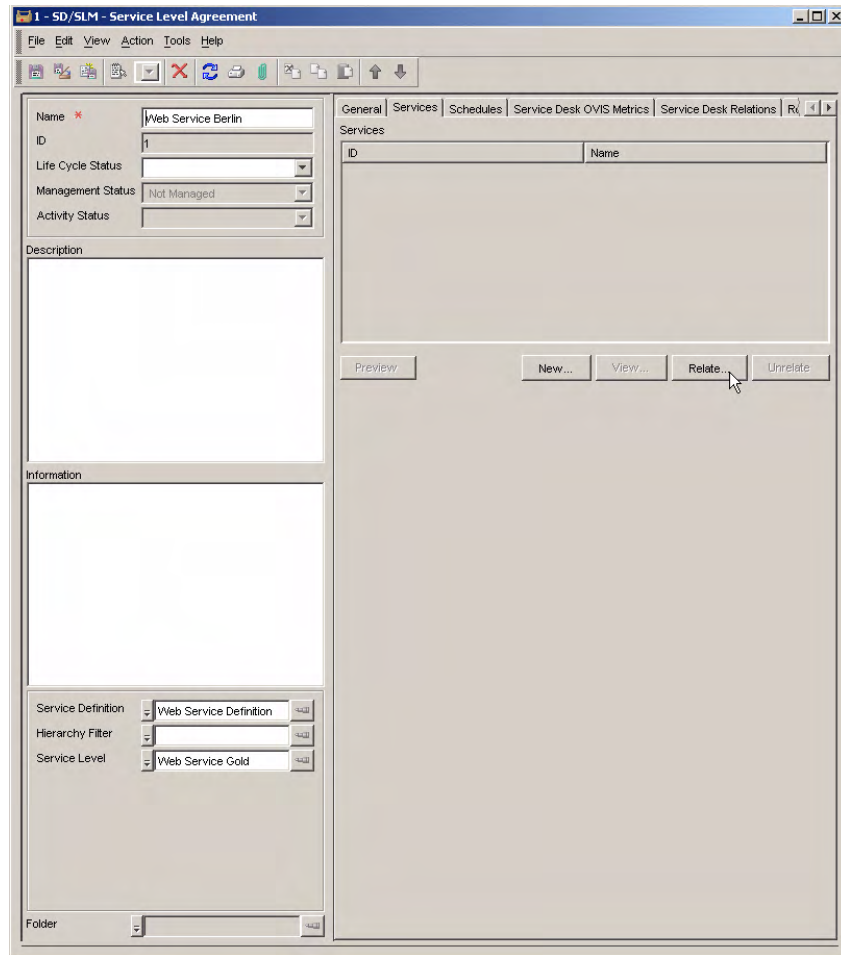 1 - SD/SLM - Service Level Agreement
File Edit View Action Tools Help
Name * Web Service Berlin
ID 1
Life Cycle Status
Management Status Not Managed
Activity Status
Description
Information
Service Definition Web Service Definition
Hierarchy Filter
Service Level Web Service Gold
Folder
General Services Schedules Service Desk OVIS Metrics Service Desk Relations
Services
ID Name
Preview New... View... Relate... Unrelate